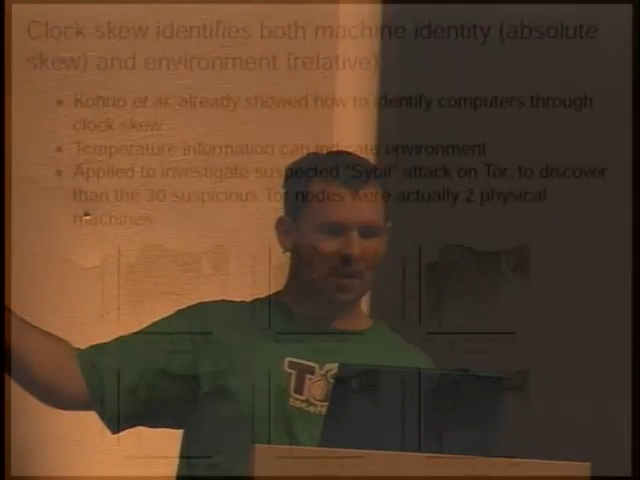 Clock skew identifies both machine identity (absolute
skew) and environment (relative)
Kohno et al. already showed how to identify computers through
clock skew
Temperature information can indicate environment
Applied to investigate suspected "Sybil" attack on Tor, to discover
than the 30 suspicious Tor nodes were actually 2 physical
machines